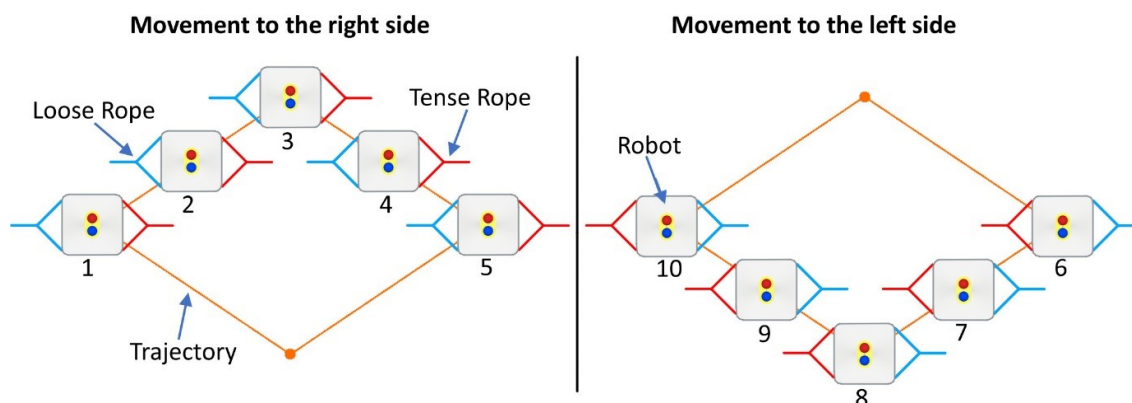 Movement to the right side
Movement to the left side
Loose Rope
Tense Rope
3
2
4
1
5
Trajectory
Robot
10
6
9
7
8